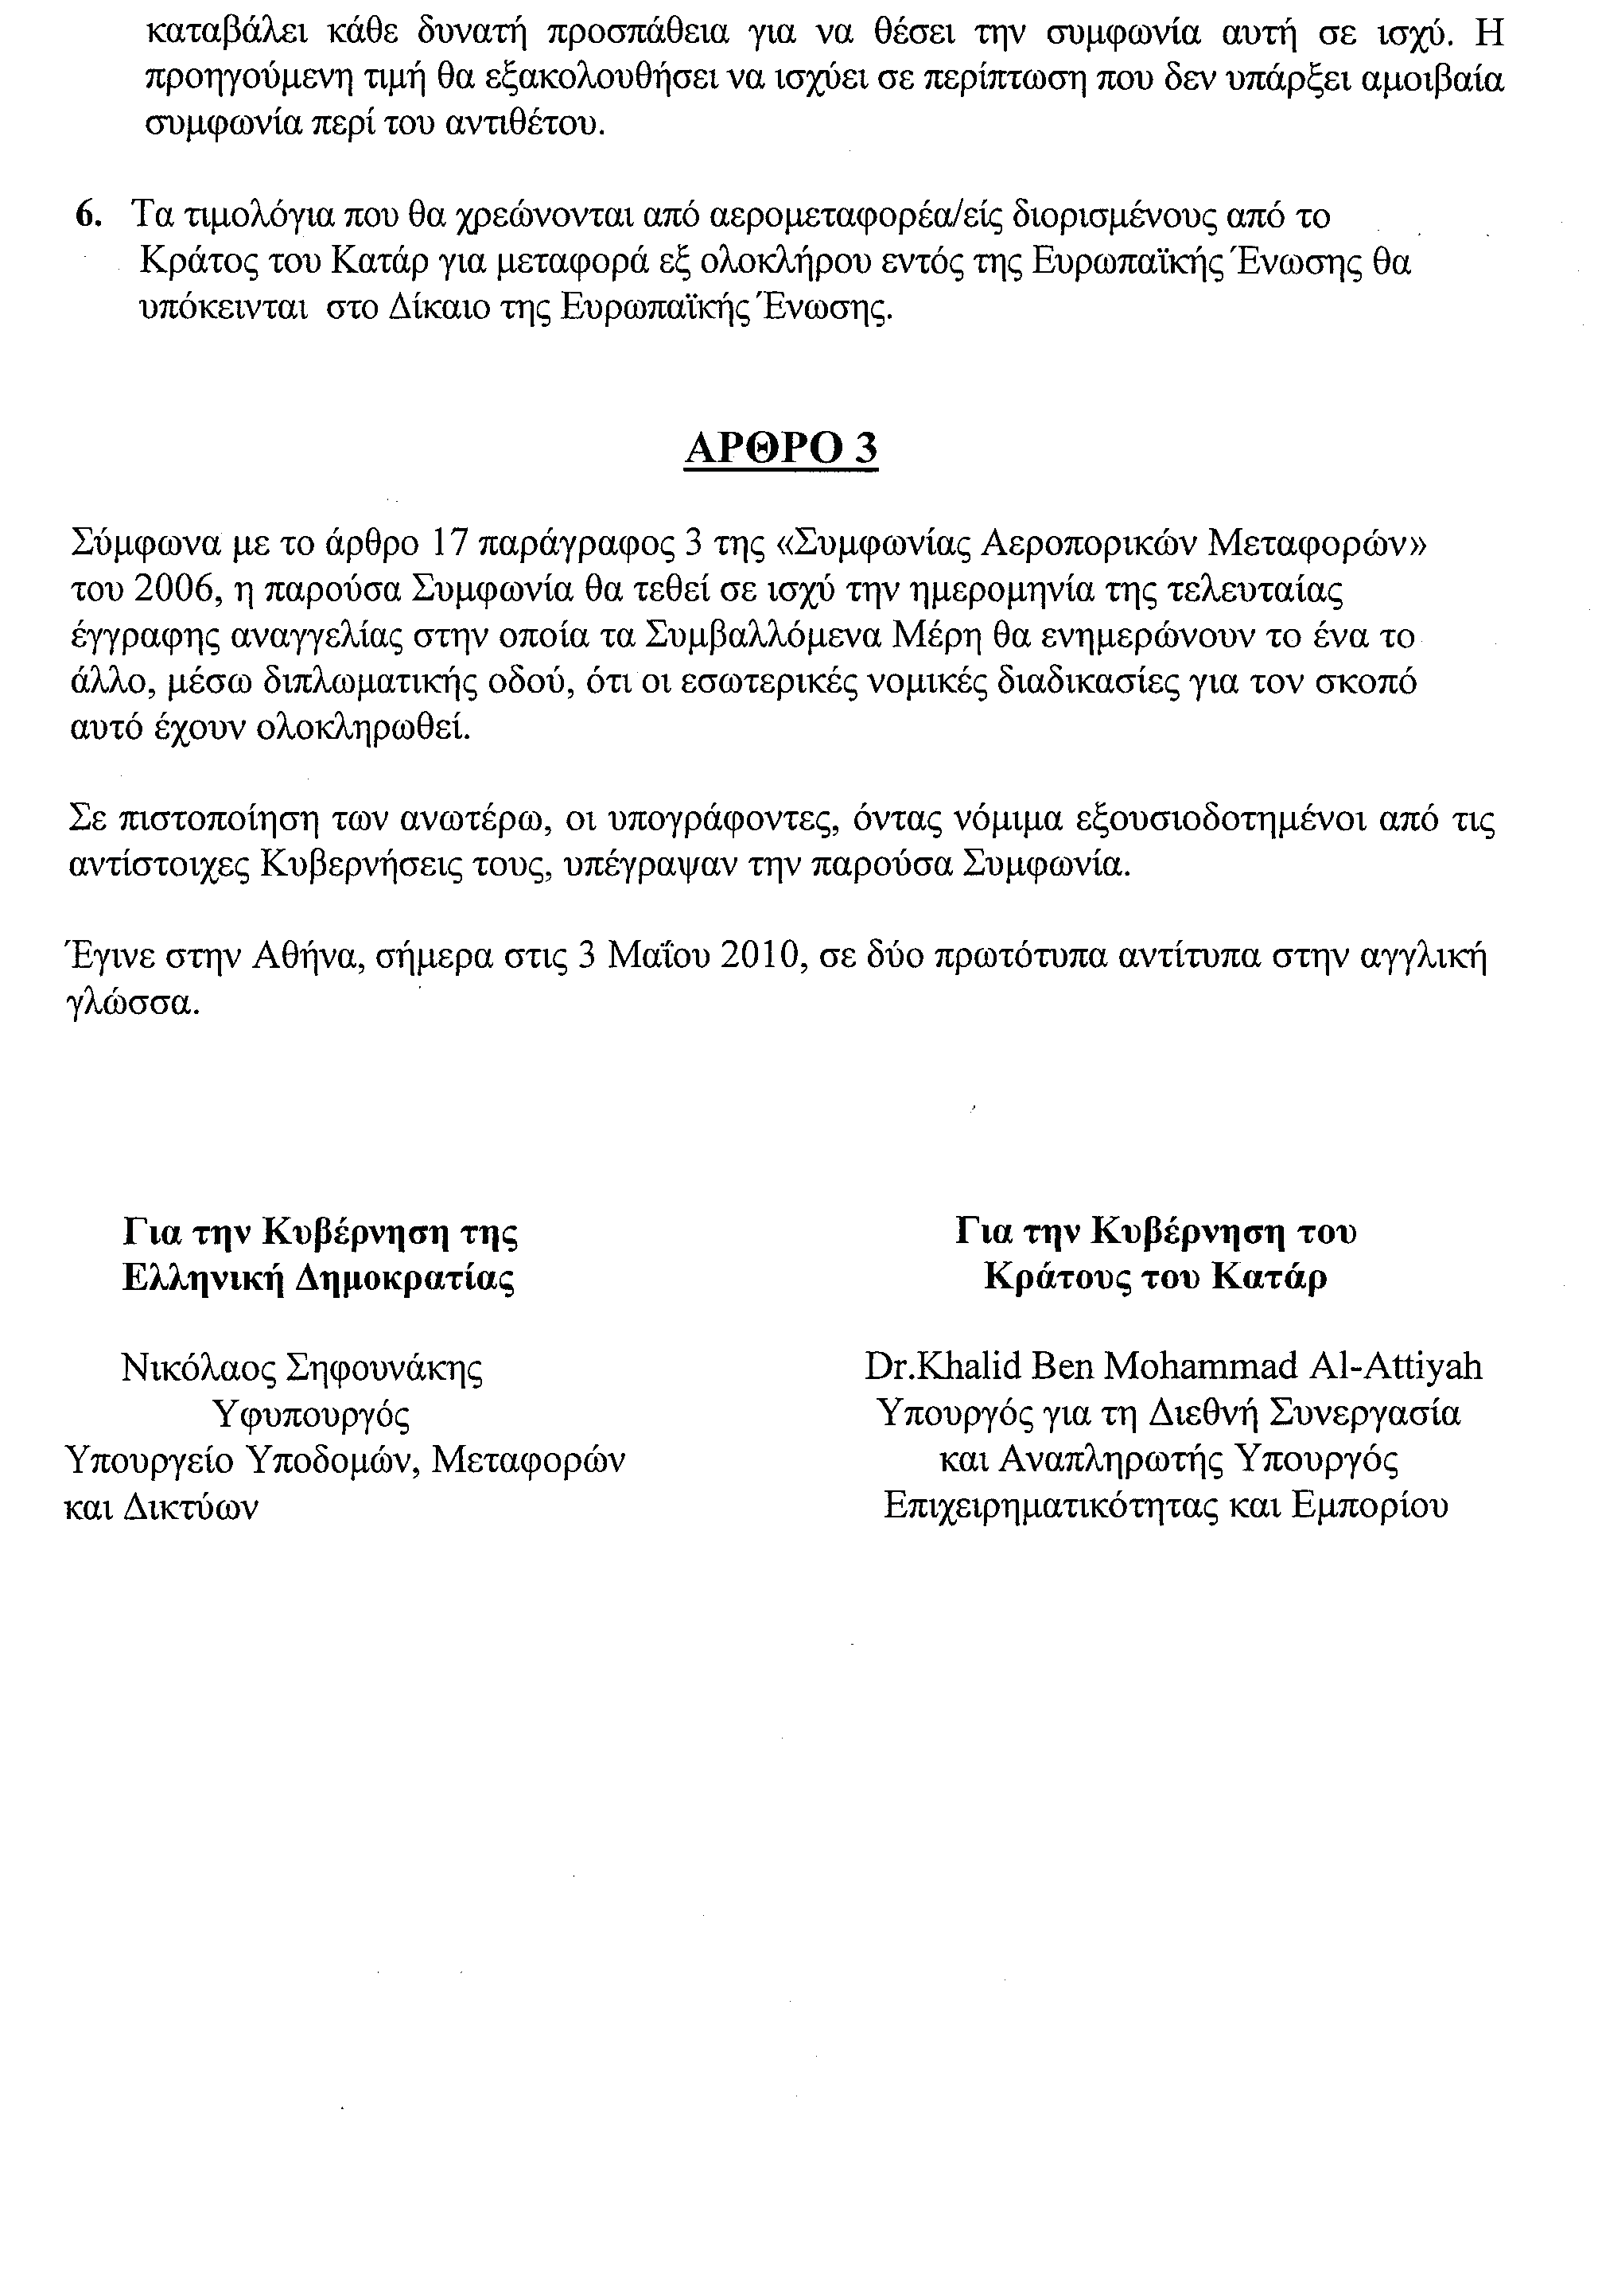 καταβάλει κάθε δυνατή προσπάθεια για να θέσει την συμφωνία αυτή σε ισχύ. Η
προηγούμενη τιμή θα εξακολουθήσει να ισχύει σε περίπτωση που δεν υπάρξει αμοιβαία
συμφωνία περί του αντιθέτου.
6. Τα τιμολόγια που θα χρεώνονται από αερομεταφορέα/είς διορισμένους από το
Κράτος του Κατάρ για μεταφορά εξ ολοκλήρου εντός της Ευρωπαϊκής Ένωσης θα
υπόκεινται στο Δίκαιο της Ευρωπαϊκής Ένωσης.
ΑΡΘΡΟ 3
Σύμφωνα με το άρθρο 17 παράγραφος 3 της «Συμφωνίας Αεροπορικών Μεταφορών»
του 2006, η παρούσα Συμφωνία θα τεθεί σε ισχύ την ημερομηνία της τελευταίας
έγγραφης αναγγελίας στην οποία τα Συμβαλλόμενα Μέρη θα ενημερώνουν το ένα το
άλλο, μέσω διπλωματικής οδού, ότι οι εσωτερικές νομικές διαδικασίες για τον σκοπό
αυτό έχουν ολοκληρωθεί.
Σε πιστοποίηση των ανωτέρω, οι υπογράφοντες, όντας νόμιμα εξουσιοδοτημένοι από τις
αντίστοιχες Κυβερνήσεις τους, υπέγραψαν την παρούσα Συμφωνία.
Έγινε στην Αθήνα, σήμερα στις 3 Μαΐου 2010, σε δύο πρωτότυπα αντίτυπα στην αγγλική
γλώσσα.
Για την Κυβέρνηση της
Ελληνική Δημοκρατίας
Νικόλαος Σηφουνάκης
Υφυπουργός
Υπουργείο Υποδομών, Μεταφορών
και Δικτύων
Για την Κυβέρνηση του
Κράτους του Κατάρ
Dr.Khalid Ben Mohammad Al-Attiyah
Υπουργός για τη Διεθνή Συνεργασία
και Αναπληρωτής Υπουργός
Επιχειρηματικότητας και Εμπορίου